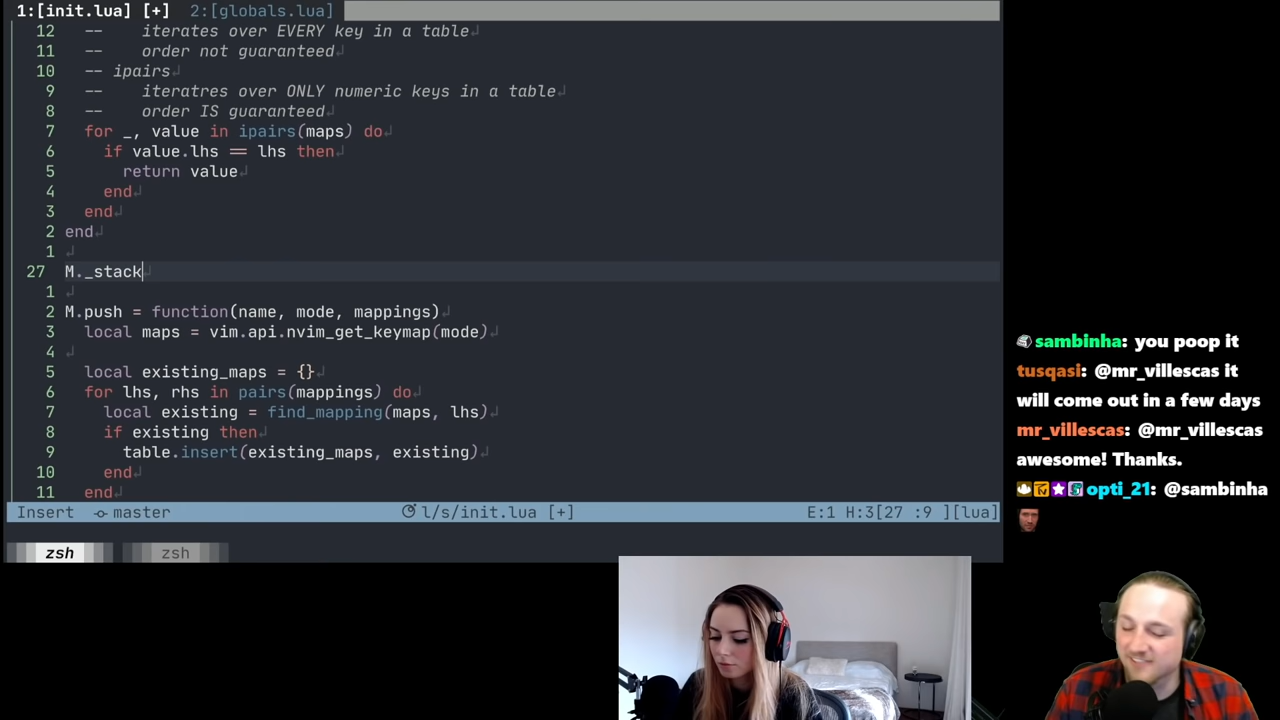 1:[init.lua] [+] 2:[globals.lua]
12 -- iterates over EVERY key in a table
11 -- order not guaranteed
10 -- ipairs
9 -- iteratres over ONLY numeric keys in a table
8 -- order IS guaranteed
7 for _, value in ipairs(maps) do
6 if value.lhs == lhs then
5 return value
4 end
3 end
2 end
1
27 M._stack
1
2 M.push = function(name, mode, mappings)
3 local maps = vim.api.nvim_get_keymap(mode)
4
5 local existing_maps = {}
6 for lhs, rhs in pairs(mappings) do
7 local existing = find_mapping(maps, lhs)
8 if existing then
9 table.insert(existing_maps, existing)
10 end
11 end
Insert master l/s/init.lua [+] E:1 H:3[27 :9 ][lua]
zsh zsh
sambinha: you poop it
tusqasi: @mr_villescas it
will come out in a few days
mr_villescas: @mr_villescas
awesome! Thanks.
opti_21: @sambinha